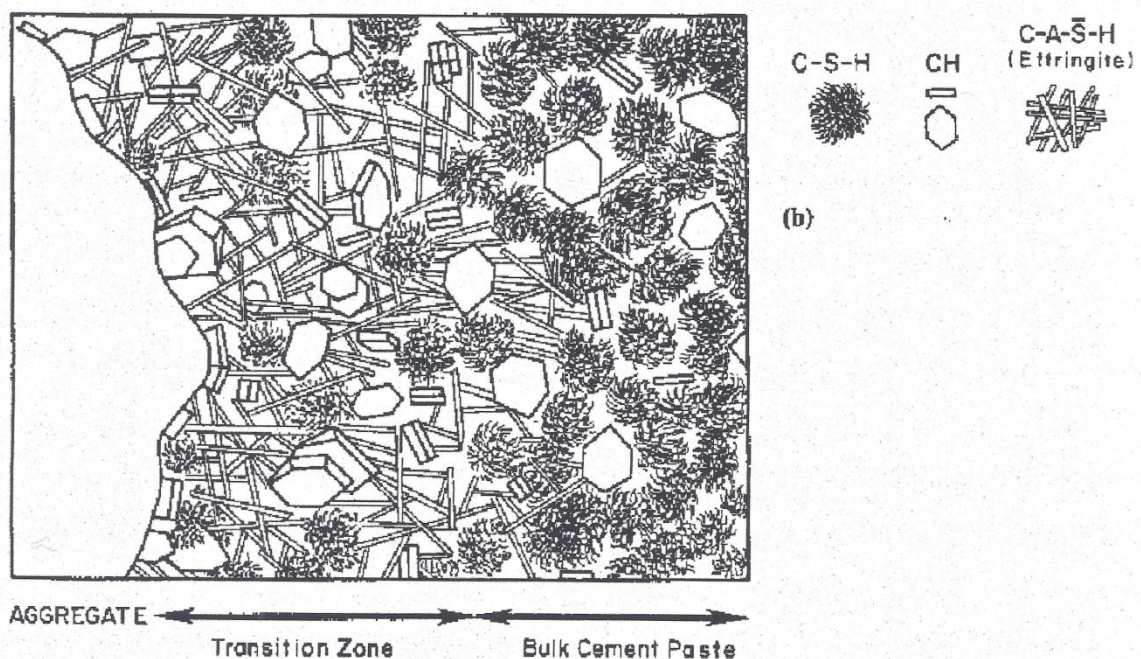 C-S-H
CH
C-A-S̄-H
(Ettringite)
(b)
AGGREGATE
Transition Zone
Bulk Cement Paste